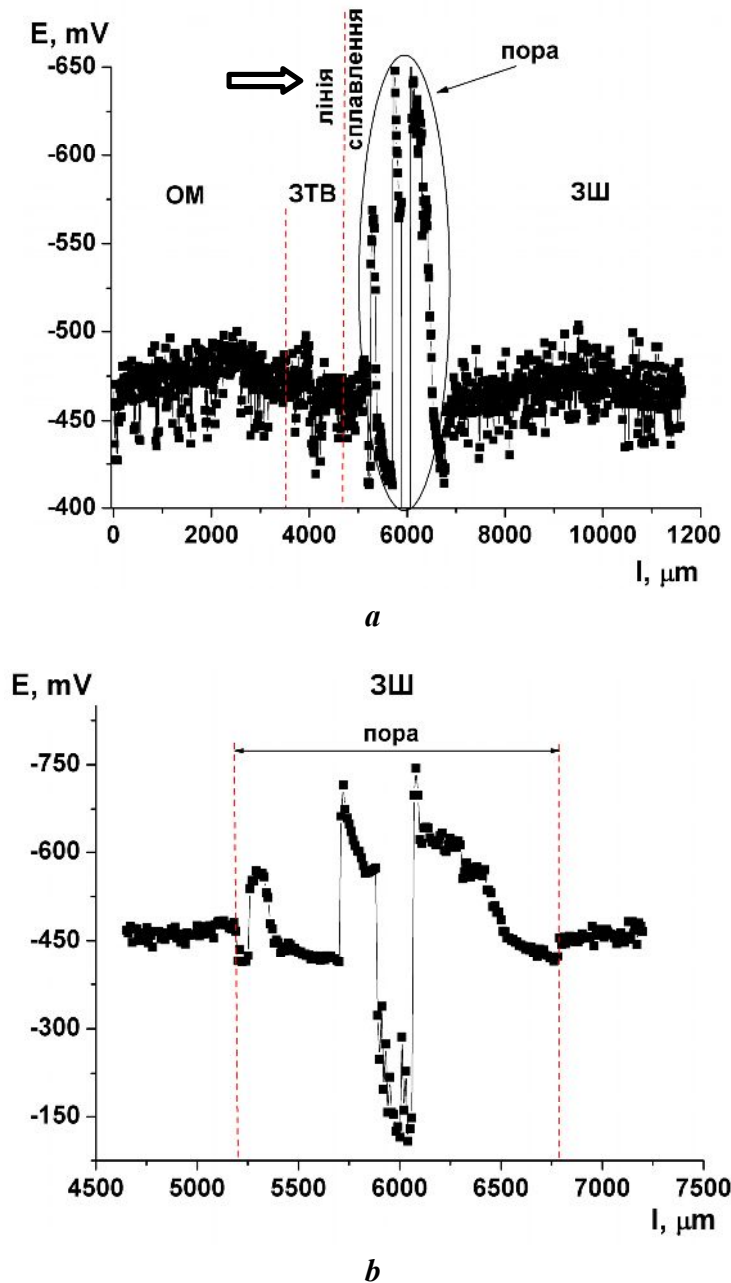 E, mV
-650
-600
-550
-500
-450
-400
лінія
сплавлення
пора
ОМ
ЗТВ
ЗШ
0 2000 4000 6000 8000 10000 1200
l, μm
a
E, mV
ЗШ
пора
-750
-600
-450
-300
-150
4500 5000 5500 6000 6500 7000 7500
l, μm
b